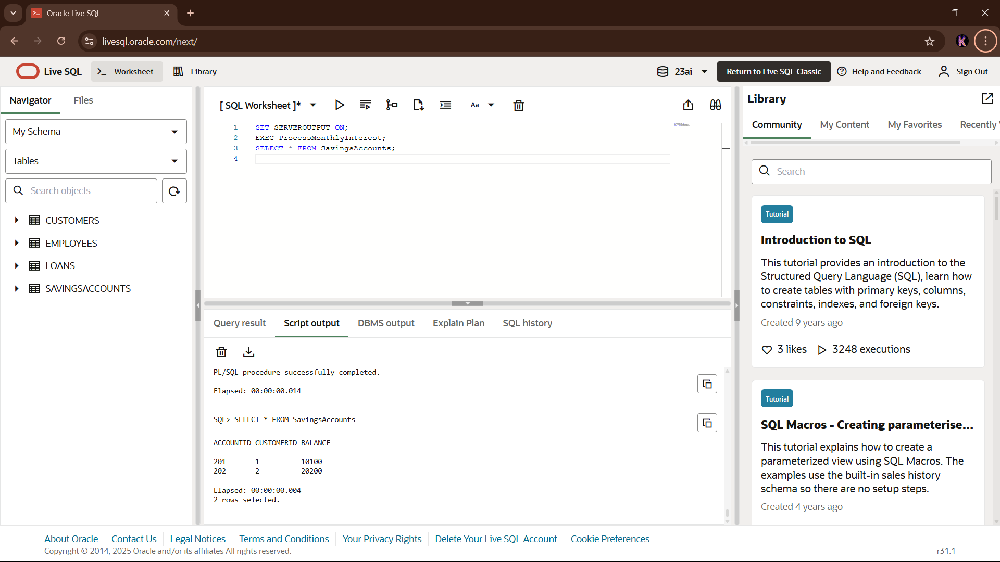 Oracle Live SQL
livesql.oracle.com/next/
K
Live SQL
Worksheet
Library
23ai
Return to Live SQL Classic
Help and Feedback
Sign Out
Navigator
Files
My Schema
Tables
Search objects
CUSTOMERS
EMPLOYEES
LOANS
SAVINGSACCOUNTS
[ SQL Worksheet ]*
Aa
1 SET SERVEROUTPUT ON;
2 EXEC ProcessMonthlyInterest;
3 SELECT * FROM SavingsAccounts;
4
Query result
Script output
DBMS output
Explain Plan
SQL history
PL/SQL procedure successfully completed.
Elapsed: 00:00:00.014
SQL> SELECT * FROM SavingsAccounts
ACCOUNTID CUSTOMERID BALANCE
--------- ---------- -------
201 1 10100
202 2 20200
Elapsed: 00:00:00.004
2 rows selected.
Library
Community
My Content
My Favorites
Recently
Search
Tutorial
Introduction to SQL
This tutorial provides an introduction to the
Structured Query Language (SQL), learn how
to create tables with primary keys, columns,
constraints, indexes, and foreign keys.
Created 9 years ago
3 likes
3248 executions
Tutorial
SQL Macros - Creating parameterise...
This tutorial explains how to create a
parameterized view using SQL Macros. The
examples use the built-in sales history
schema so there are no setup steps.
Created 4 years ago
About Oracle
Contact Us
Legal Notices
Terms and Conditions
Your Privacy Rights
Delete Your Live SQL Account
Cookie Preferences
Copyright © 2014, 2025 Oracle and/or its affiliates All rights reserved.
r31.1